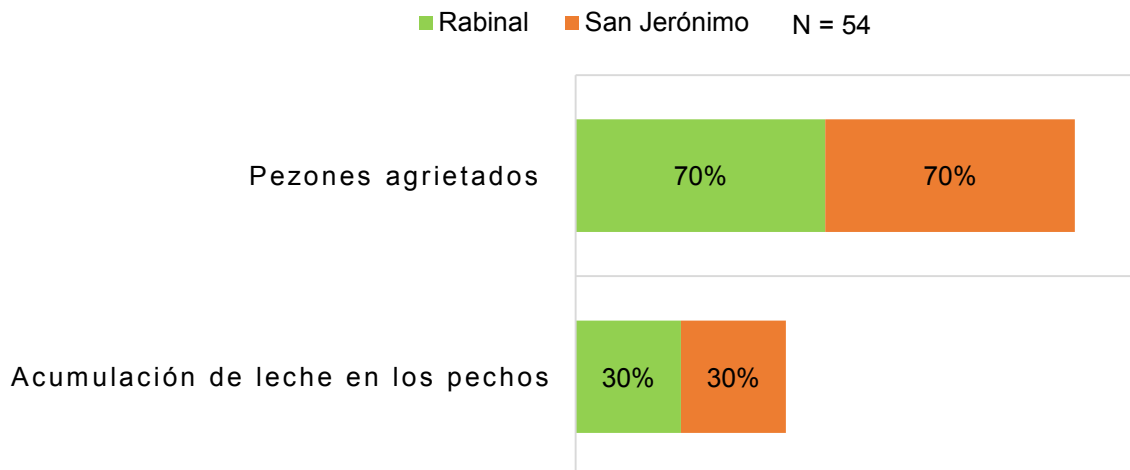 Rabinal San Jerónimo N = 54
Pezones agrietados 70% 70%
Acumulación de leche en los pechos 30% 30%